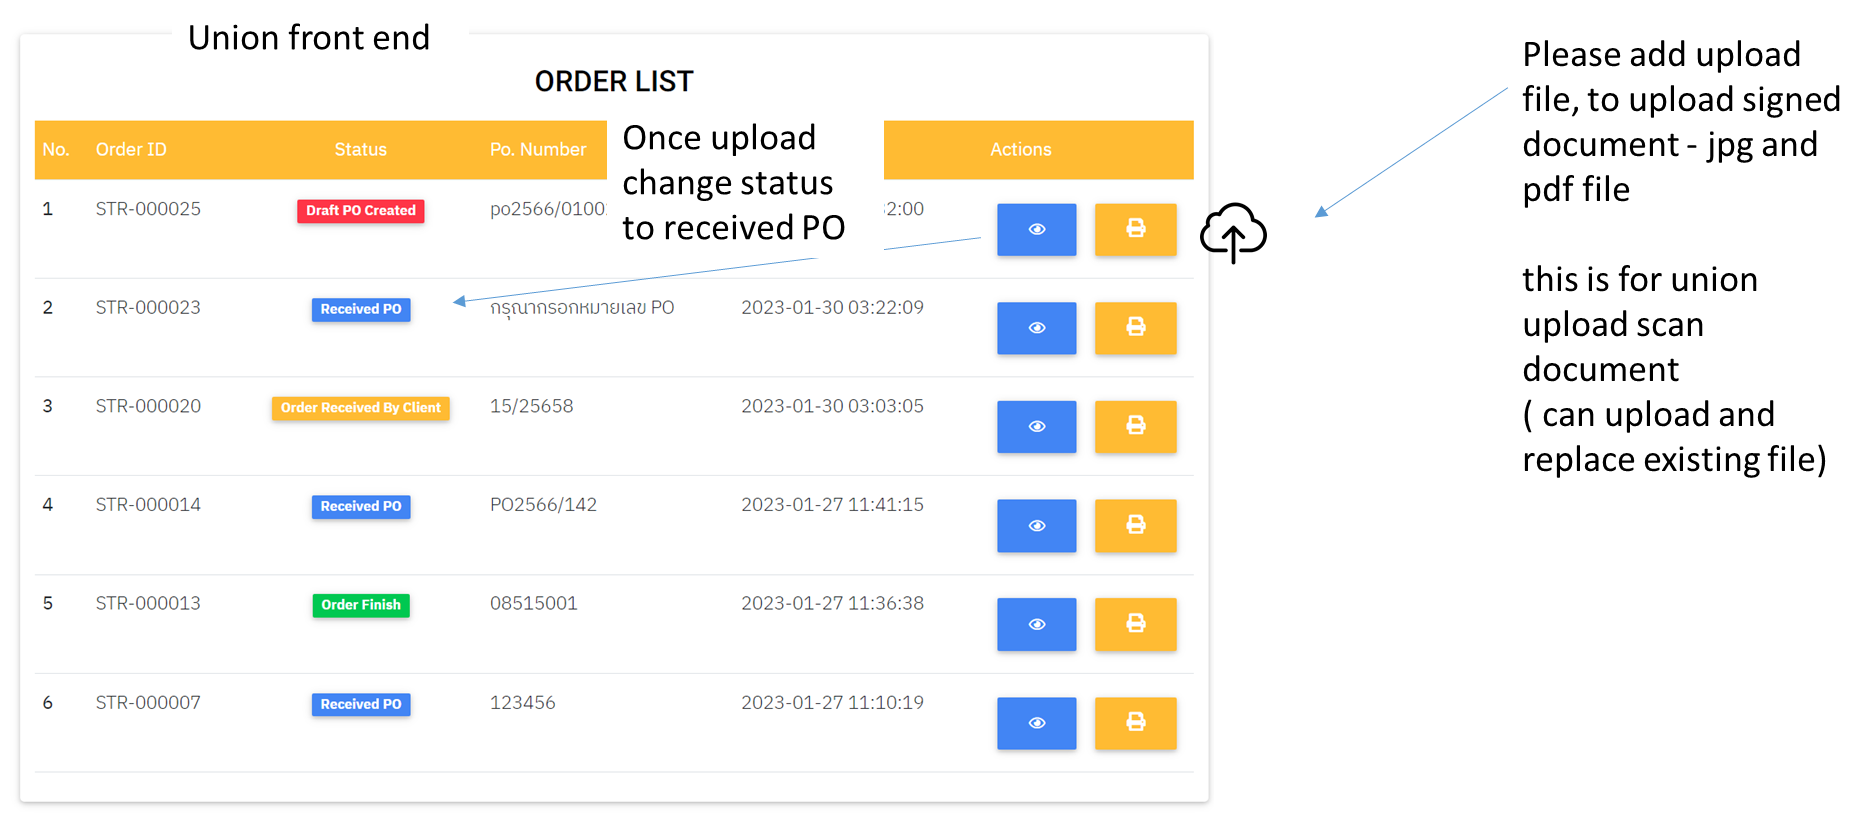 Union front end
ORDER LIST
No. Order ID Status Po. Number Actions
Once upload
change status
to received PO
1 STR-000025 Draft PO Created po2566/0100 2:00
2 STR-000023 Received PO กรุณากรอกหมายเลข PO 2023-01-30 03:22:09
3 STR-000020 Order Received By Client 15/25658 2023-01-30 03:03:05
4 STR-000014 Received PO PO2566/142 2023-01-27 11:41:15
5 STR-000013 Order Finish 08515001 2023-01-27 11:36:38
6 STR-000007 Received PO 123456 2023-01-27 11:10:19
Please add upload
file, to upload signed
document - jpg and
pdf file
this is for union
upload scan
document
( can upload and
replace existing file)